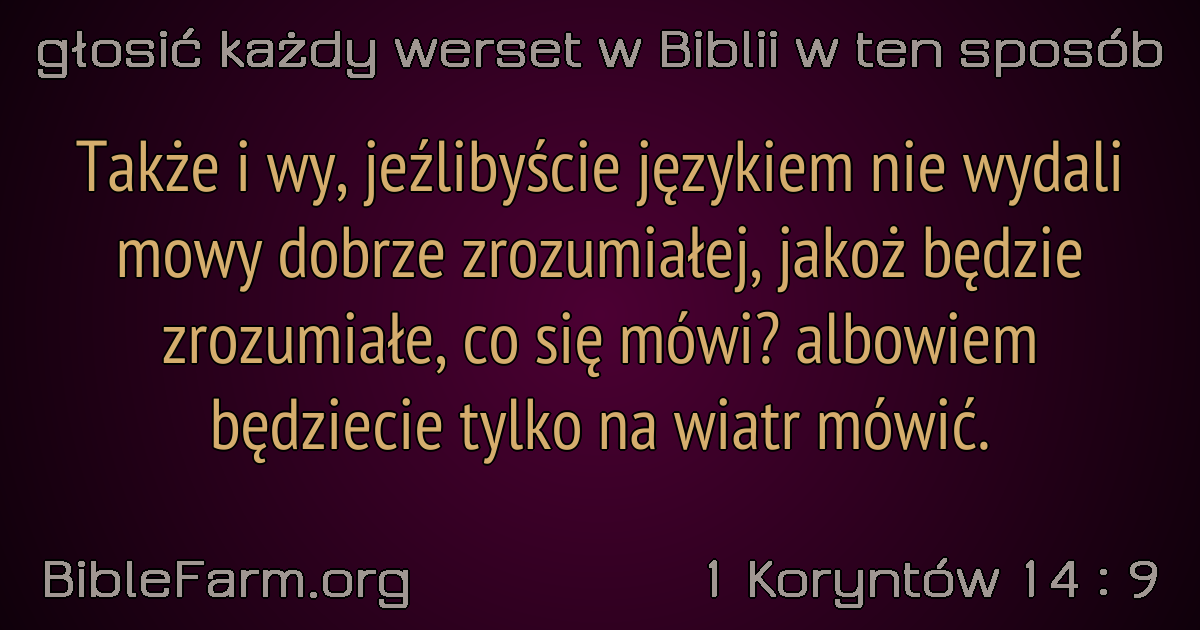 głosić każdy werset w Biblii w ten sposób
Także i wy, jeźlibyście językiem nie wydali
mowy dobrze zrozumiałej, jakoż będzie
zrozumiałe, co się mówi? albowiem
będziecie tylko na wiatr mówić.
BibleFarm.org
1 Koryntów 14 : 9